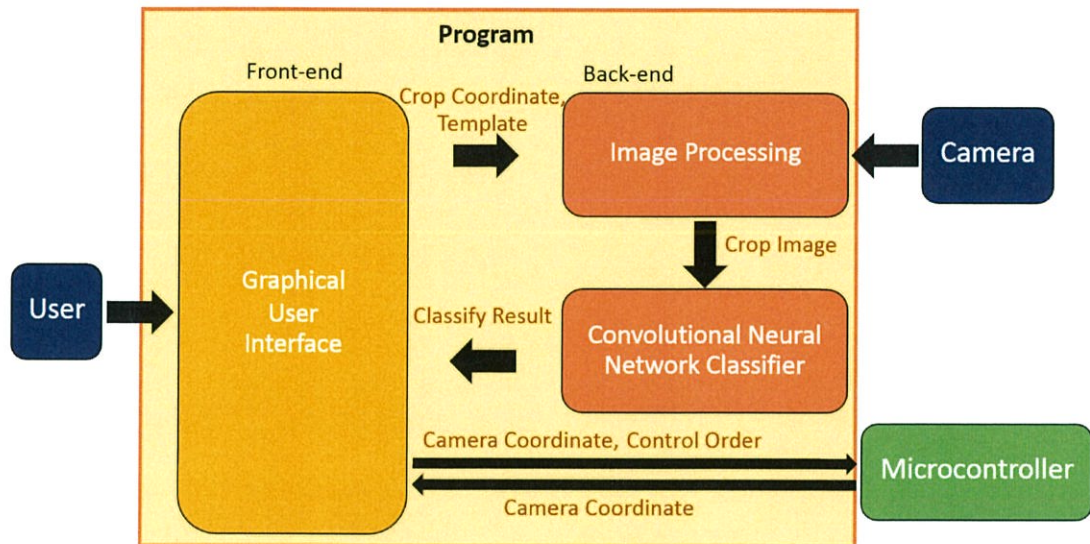 Program
Front-end
Back-end
Crop Coordinate,
Template
Image Processing
Camera
Crop Image
User
Graphical
User
Interface
Classify Result
Convolutional Neural
Network Classifier
Camera Coordinate, Control Order
Microcontroller
Camera Coordinate